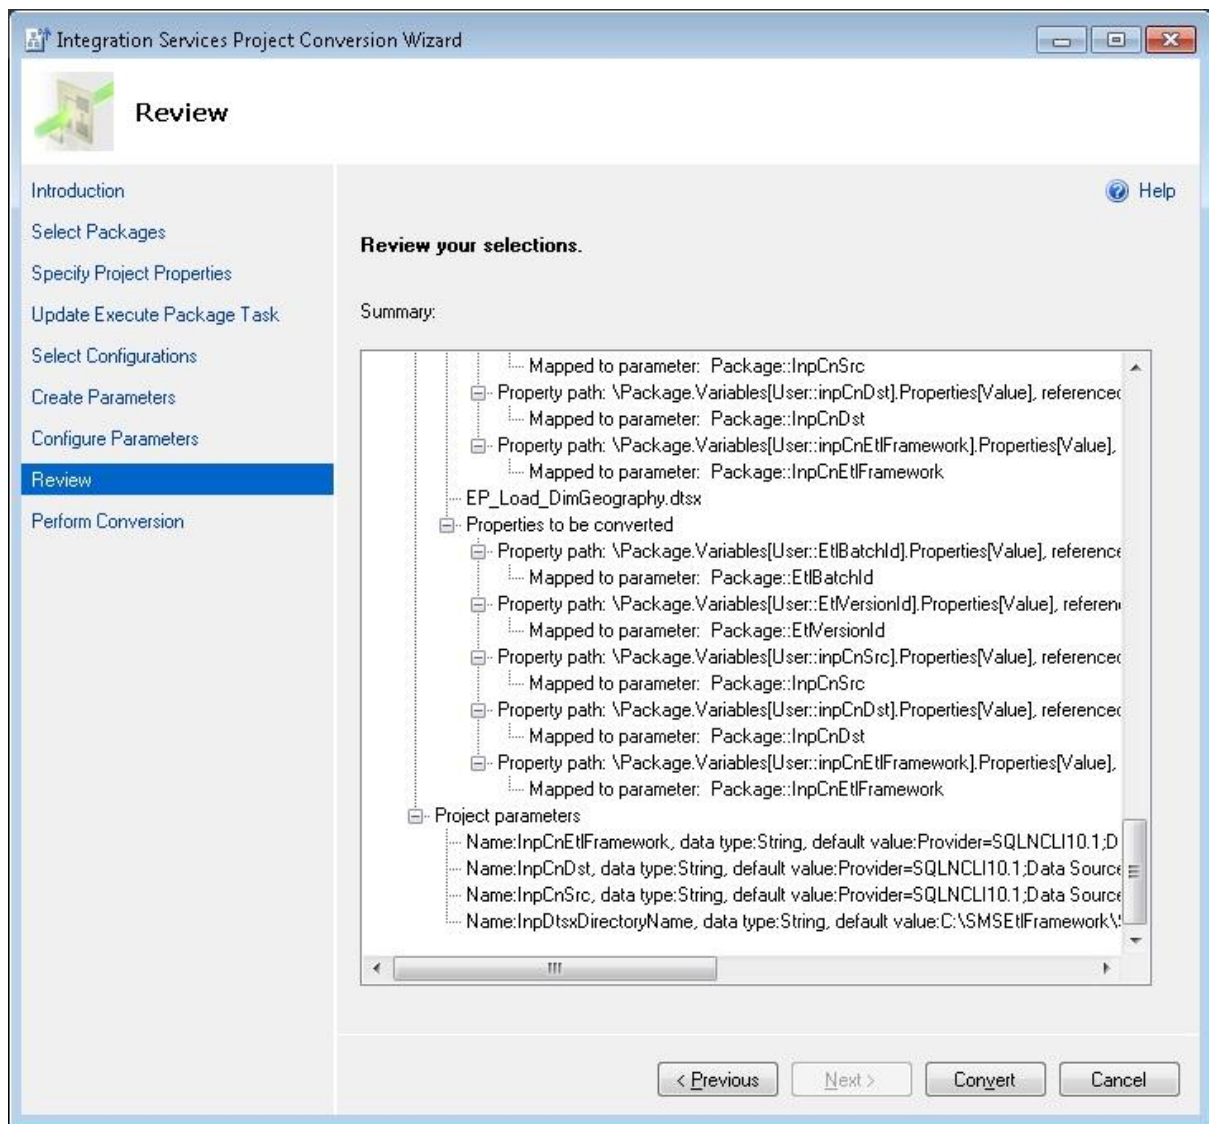 Integration Services Project Conversion Wizard
Review
Introduction
Select Packages
Specify Project Properties
Update Execute Package Task
Select Configurations
Create Parameters
Configure Parameters
Review
Perform Conversion
Help
Review your selections.
Summary:
Mapped to parameter: Package::InpCnSrc
Property path: \Package.Variables[User::inpCnDst].Properties[Value], referenced
Mapped to parameter: Package::InpCnDst
Property path: \Package.Variables[User::inpCnEtlFramework].Properties[Value],
Mapped to parameter: Package::InpCnEtlFramework
EP_Load_DimGeography.dtsx
Properties to be converted
Property path: \Package.Variables[User::EtlBatchId].Properties[Value], reference
Mapped to parameter: Package::EtlBatchId
Property path: \Package.Variables[User::EtlVersionId].Properties[Value], referen
Mapped to parameter: Package::EtlVersionId
Property path: \Package.Variables[User::inpCnSrc].Properties[Value], referenced
Mapped to parameter: Package::InpCnSrc
Property path: \Package.Variables[User::inpCnDst].Properties[Value], referenced
Mapped to parameter: Package::InpCnDst
Property path: \Package.Variables[User::inpCnEtlFramework].Properties[Value],
Mapped to parameter: Package::InpCnEtlFramework
Project parameters
Name:InpCnEtlFramework, data type:String, default value:Provider=SQLNCLI10.1;D
Name:InpCnDst, data type:String, default value:Provider=SQLNCLI10.1;Data Source
Name:InpCnSrc, data type:String, default value:Provider=SQLNCLI10.1;Data Source
Name:InpDtsxDirectoryName, data type:String, default value:C:\SMSEtlFramework\
< Previous
Next >
Convert
Cancel